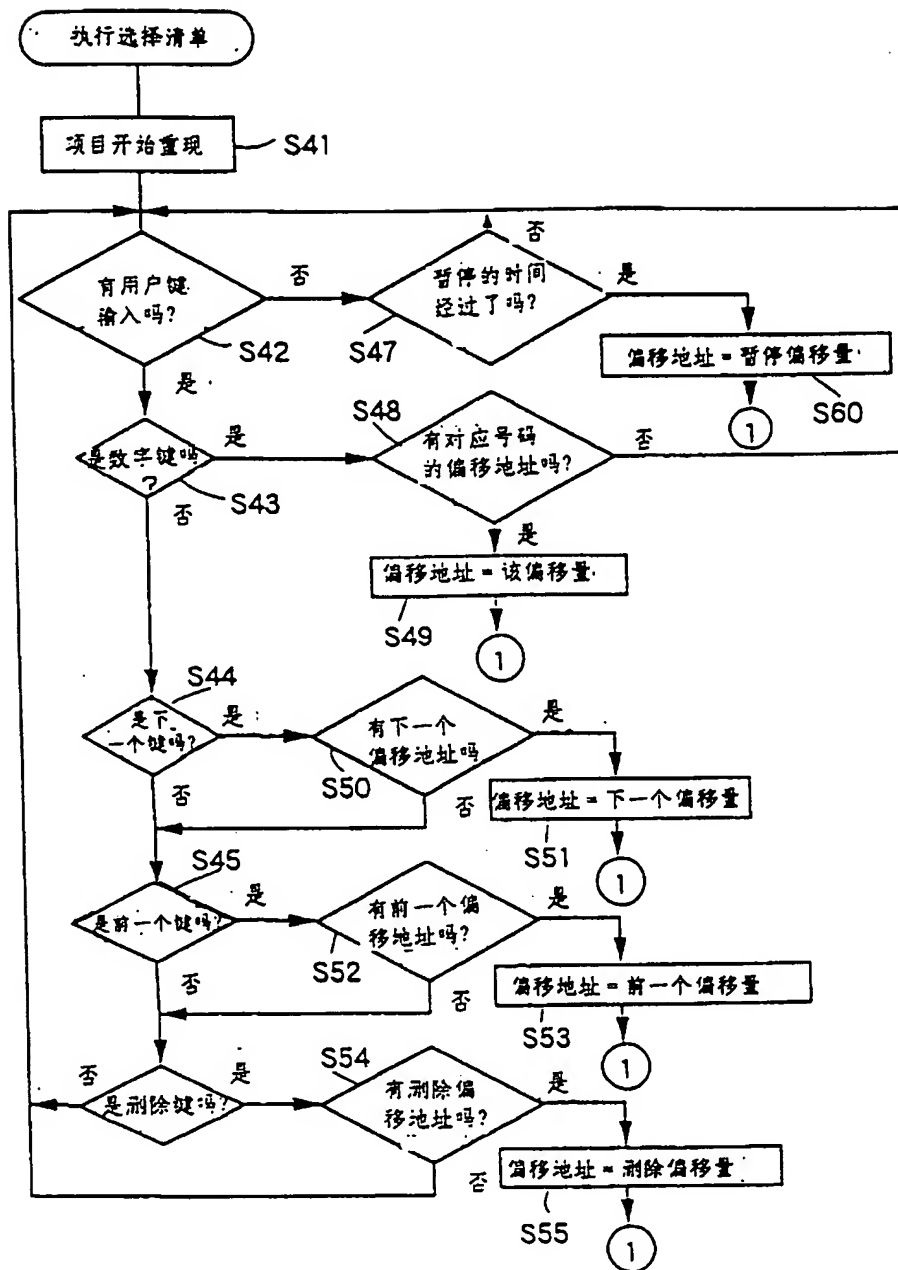 执行选择清单
项目开始重现
S41
有用户键
输入吗?
否
S42
暂停的时间
经过了吗?
否
是
S47
偏移地址=暂停偏移量
S60
1
是
是数字键吗
?
是
S43
否
S48
有对应号码
的偏移地址吗?
否
是
偏移地址=该偏移量
S49
1
S44
是下
一个键吗?
是
否
有下一个
偏移地址吗
是
S50
否
偏移地址=下一个偏移量
S51
1
S45
是前一个键吗?
是
否
有前一个偏
移地址吗?
是
S52
否
偏移地址=前一个偏移量
S53
1
否
是删除键吗?
是
S54
有删除偏
移地址吗?
是
否
偏移地址=删除偏移量
S55
1